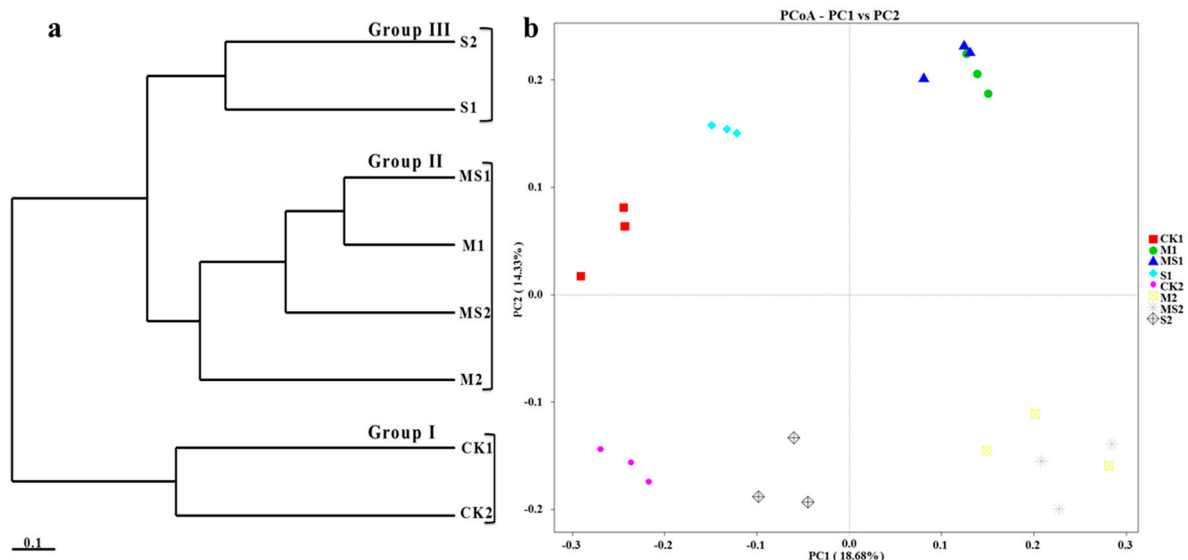 a
Group III
S2
S1
Group II
MS1
M1
MS2
M2
Group I
CK1
CK2
0.1
b
PCoA - PC1 vs PC2
0.2
0.1
0.0
-0.1
-0.2
PC2 ( 14.33%)
-0.3
-0.2
-0.1
0.0
0.1
0.2
0.3
PC1 ( 18.68%)
CK1
M1
MS1
S1
CK2
M2
MS2
S2